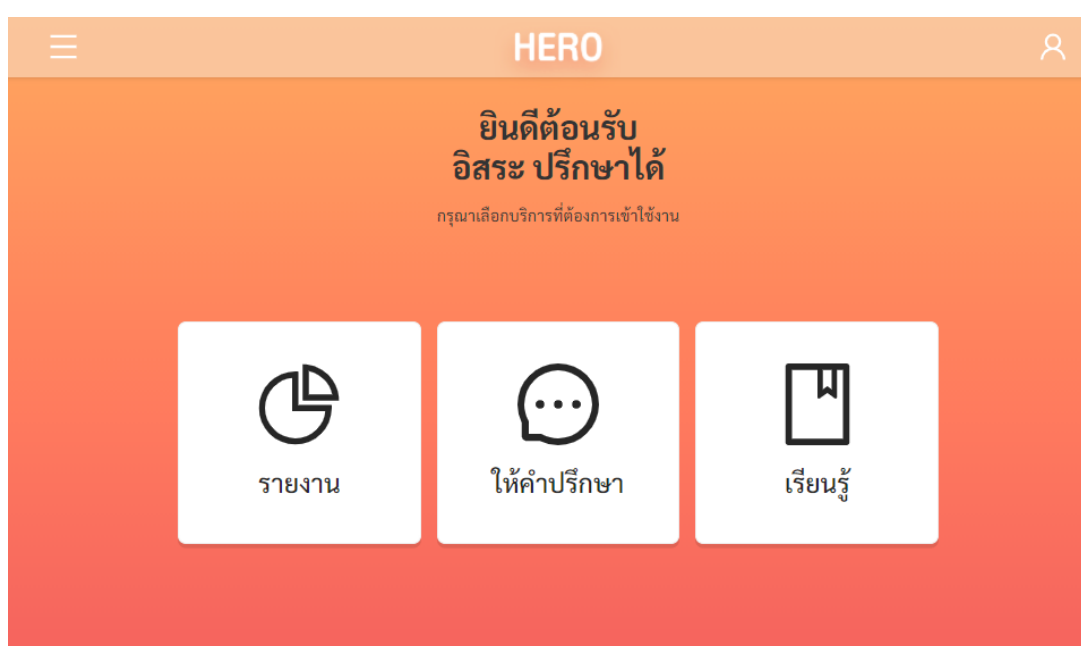 HERO
ยินดีต้อนรับ
อิสระ ปรึกษาได้
กรุณาเลือกบริการที่ต้องการเข้าใช้งาน
รายงาน
ให้คำปรึกษา
เรียนรู้